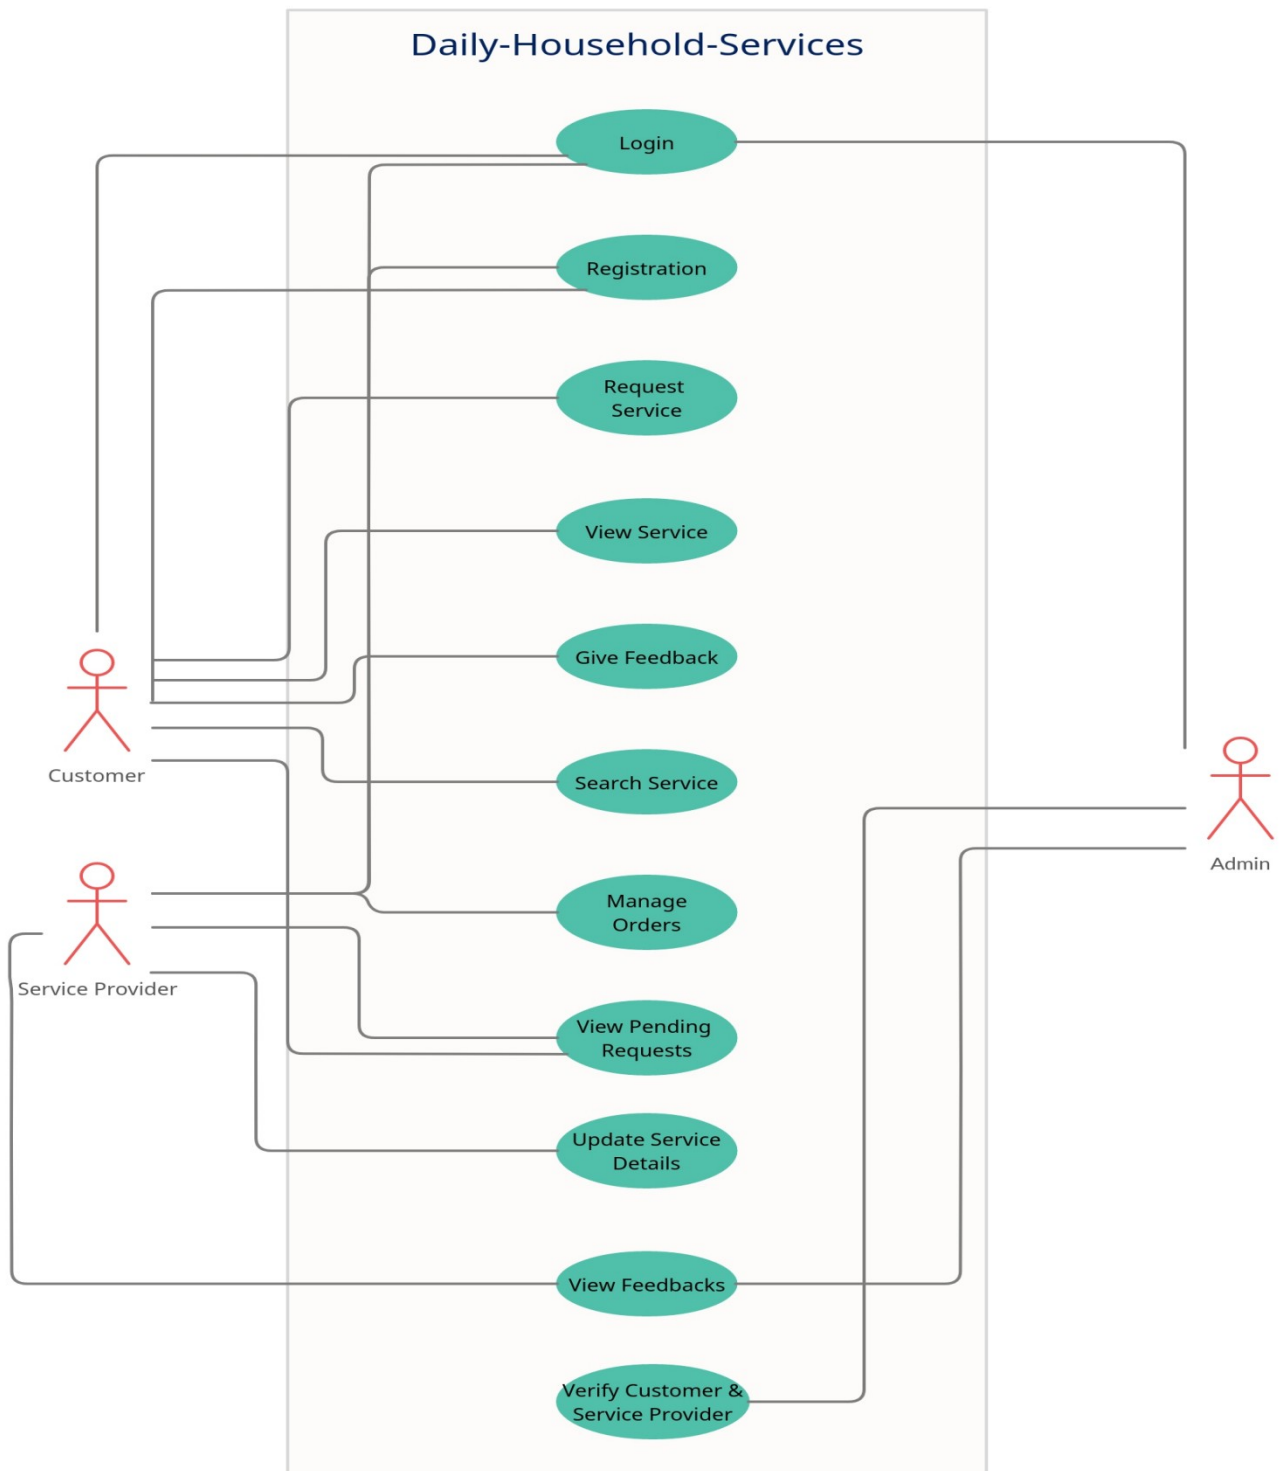 Daily-Household-Services
Login
Registration
Request
Service
View Service
Give Feedback
Search Service
Customer
Admin
Manage
Orders
Service Provider
View Pending
Requests
Update Service
Details
View Feedbacks
Verify Customer &
Service Provider